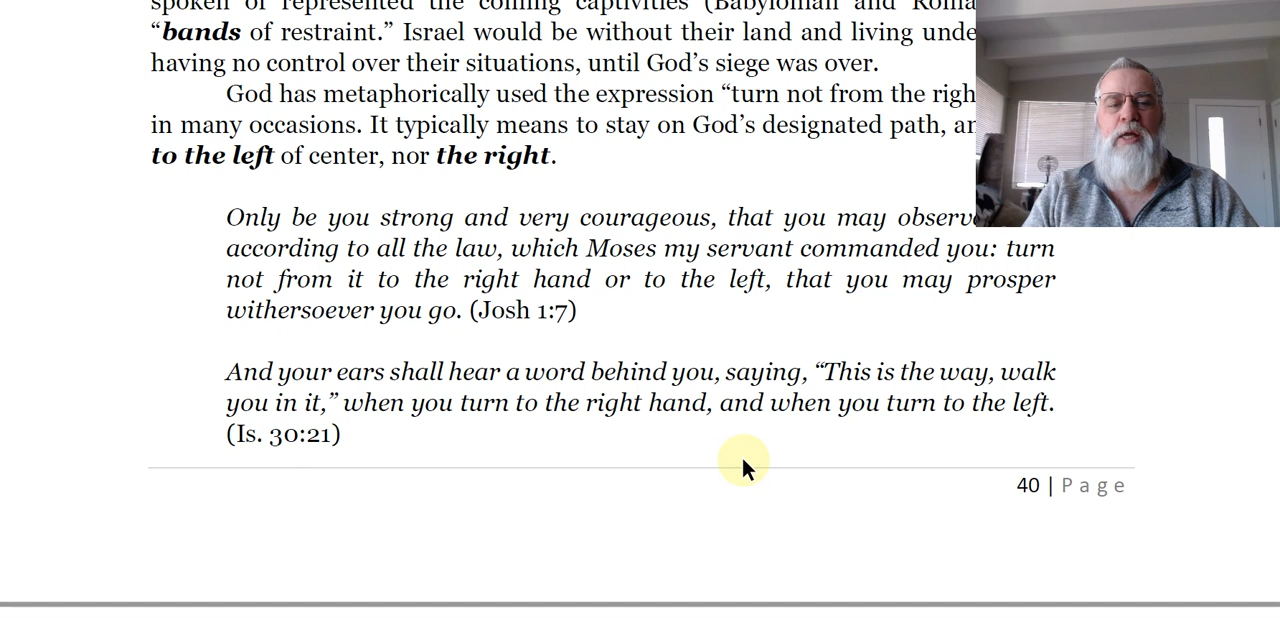 spoken of represented the coming captivities (Babylonian and Roma
“bands of restraint.” Israel would be without their land and living unde
having no control over their situations, until God’s siege was over.
God has metaphorically used the expression “turn not from the righ
in many occasions. It typically means to stay on God’s designated path, an
to the left of center, nor the right.
Only be you strong and very courageous, that you may observe
according to all the law, which Moses my servant commanded you: turn
not from it to the right hand or to the left, that you may prosper
withersoever you go. (Josh 1:7)
And your ears shall hear a word behind you, saying, “This is the way, walk
you in it,” when you turn to the right hand, and when you turn to the left.
(Is. 30:21)
40 | Page